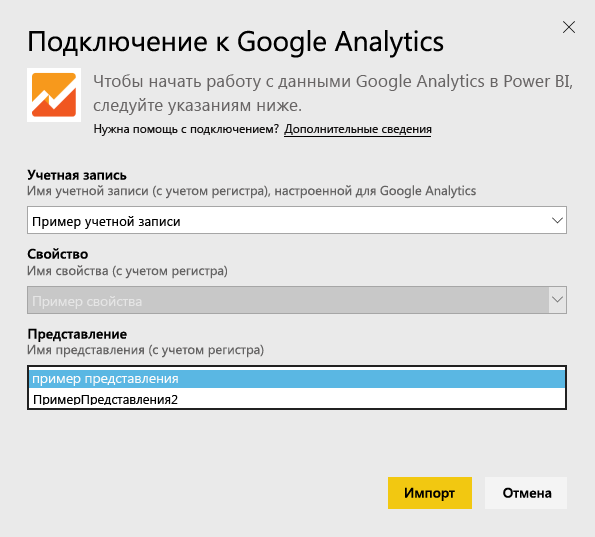 Подключение к Google Analytics
Чтобы начать работу с данными Google Analytics в Power BI,
следуйте указаниям ниже.
Нужна помощь с подключением? Дополнительные сведения
Учетная запись
Имя учетной записи (с учетом регистра), настроенной для Google Analytics
Пример учетной записи
Свойство
Имя свойства (с учетом регистра)
Пример свойства
Представление
Имя представления (с учетом регистра)
пример представления
ПримерПредставления2
Импорт Отмена